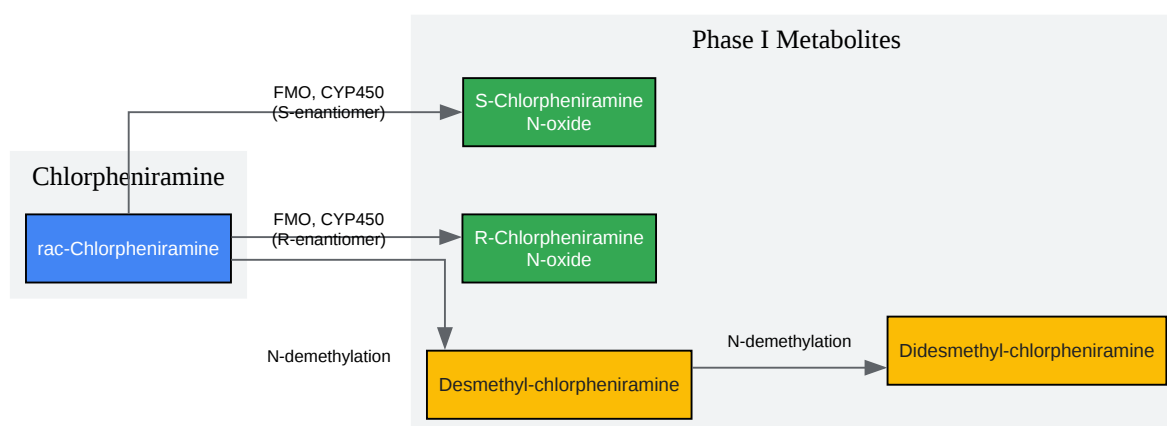 Phase I Metabolites
FMO, CYP450
(S-enantiomer)
S-Chlorpheniramine
N-oxide
Chlorpheniramine
rac-Chlorpheniramine
FMO, CYP450
(R-enantiomer)
R-Chlorpheniramine
N-oxide
N-demethylation
Desmethyl-chlorpheniramine
N-demethylation
Didesmethyl-chlorpheniramine